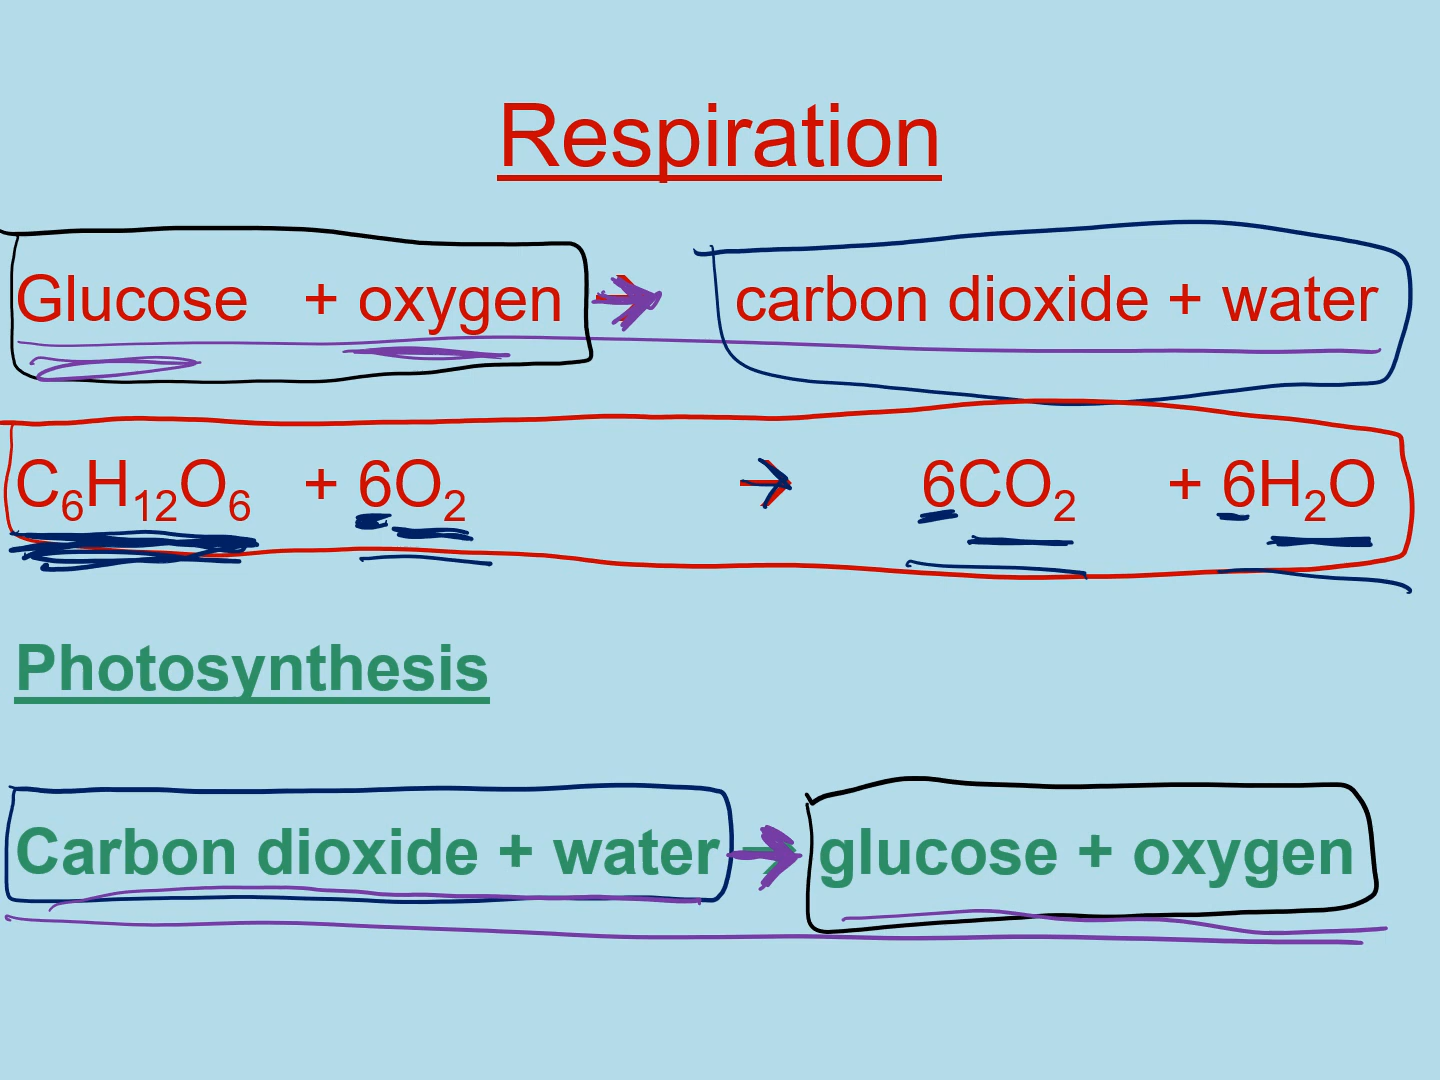 Respiration
Glucose + oxygen → carbon dioxide + water
C₆H₁₂O₆ + 6O₂ → 6CO₂ + 6H₂O
Photosynthesis
Carbon dioxide + water → glucose + oxygen